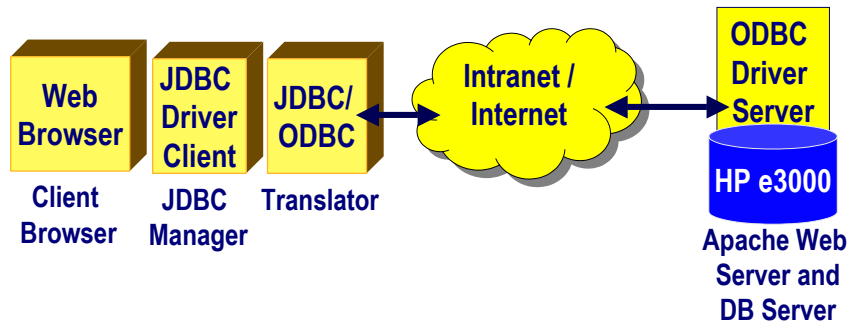 Web
Browser
Client
Browser
JDBC
Driver
Client
JDBC
Manager
JDBC/
ODBC
Translator
Intranet /
Internet
ODBC
Driver
Server
HP e3000
Apache Web
Server and
DB Server